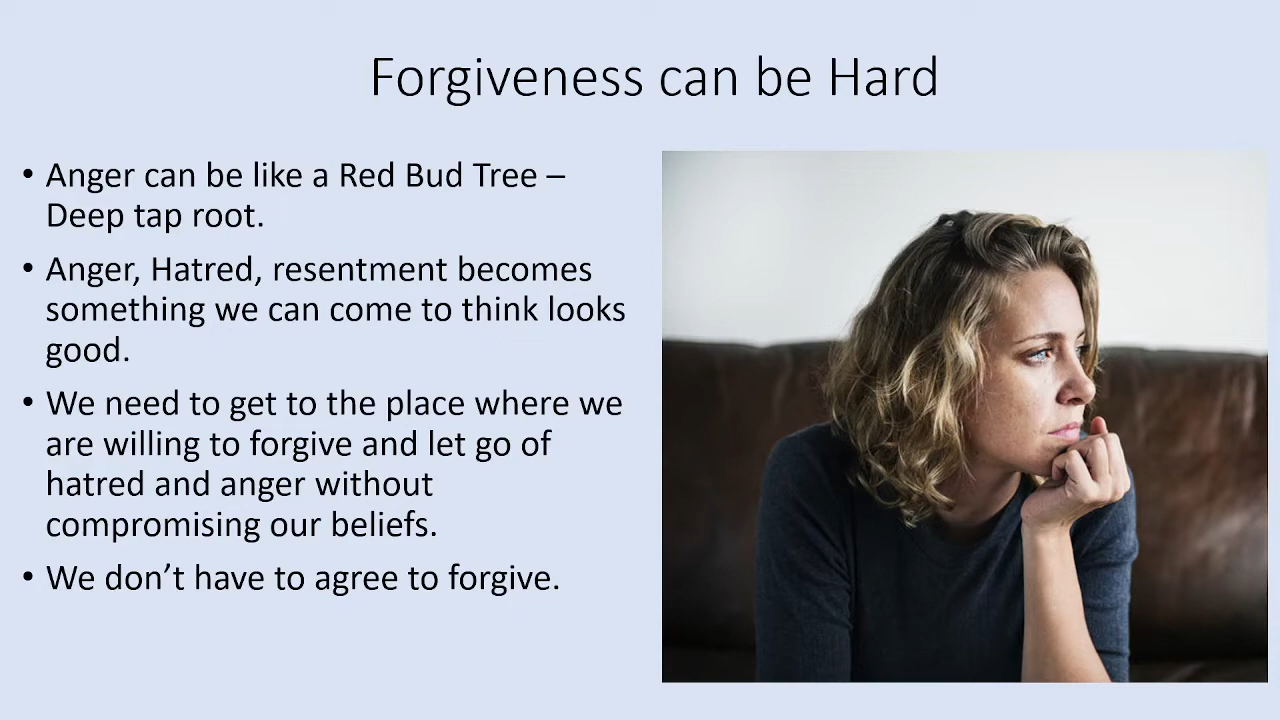 Forgiveness can be Hard
• Anger can be like a Red Bud Tree –
Deep tap root.
• Anger, Hatred, resentment becomes
something we can come to think looks
good.
• We need to get to the place where we
are willing to forgive and let go of
hatred and anger without
compromising our beliefs.
• We don’t have to agree to forgive.